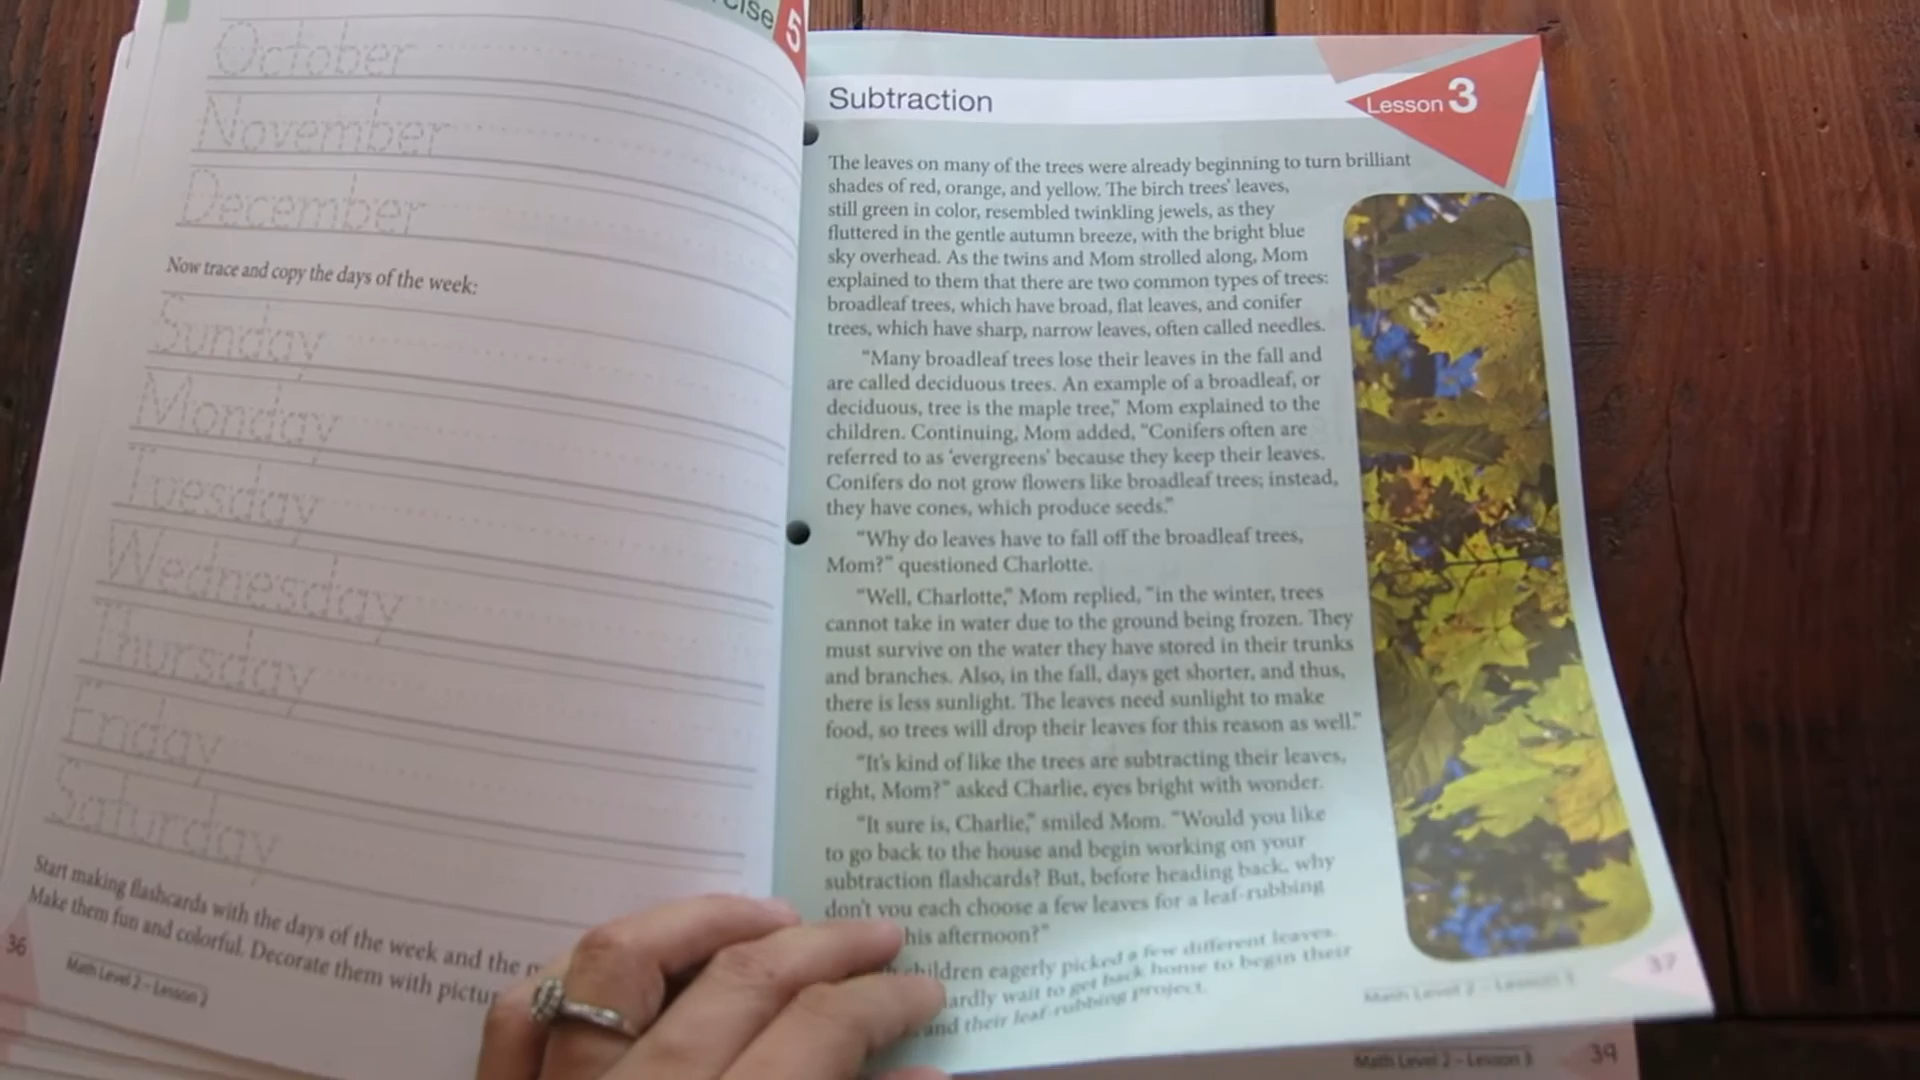 5
October
November
December
Now trace and copy the days of the week:
Sunday
Monday
Tuesday
Wednesday
Thursday
Friday
Saturday
Start making flashcards with the days of the week and the
Make them fun and colorful. Decorate them with
36
Math Level 2 – Lesson 2
Subtraction
Lesson 3
The leaves on many of the trees were already beginning to turn brilliant
shades of red, orange, and yellow. The birch trees' leaves,
still green in color, resembled twinkling jewels, as they
fluttered in the gentle autumn breeze, with the bright blue
sky overhead. As the twins and Mom strolled along, Mom
explained to them that there are two common types of trees:
broadleaf trees, which have broad, flat leaves, and conifer
trees, which have sharp, narrow leaves, often called needles.
"Many broadleaf trees lose their leaves in the fall and
are called deciduous trees. An example of a broadleaf, or
deciduous, tree is the maple tree," Mom explained to the
children. Continuing, Mom added, "Conifers often are
referred to as 'evergreens' because they keep their leaves.
Conifers do not grow flowers like broadleaf trees; instead,
they have cones, which produce seeds."
"Why do leaves have to fall off the broadleaf trees,
Mom?" questioned Charlotte.
"Well, Charlotte," Mom replied, "in the winter, trees
cannot take in water due to the ground being frozen. They
must survive on the water they have stored in their trunks
and branches. Also, in the fall, days get shorter, and thus,
there is less sunlight. The leaves need sunlight to make
food, so trees will drop their leaves for this reason as well."
"It's kind of like the trees are subtracting their leaves,
right, Mom?" asked Charlie, eyes bright with wonder.
"It sure is, Charlie," smiled Mom. "Would you like
to go back to the house and begin working on your
subtraction flashcards? But, before heading back, why
don't you each choose a few leaves for a leaf-rubbing
his afternoon?"
children eagerly picked a few different leaves.
wait to get back home to begin their
and their leaf-rubbing project.
Math Level 2 – Lesson 3
37
Math Level 2 – Lesson 3
39